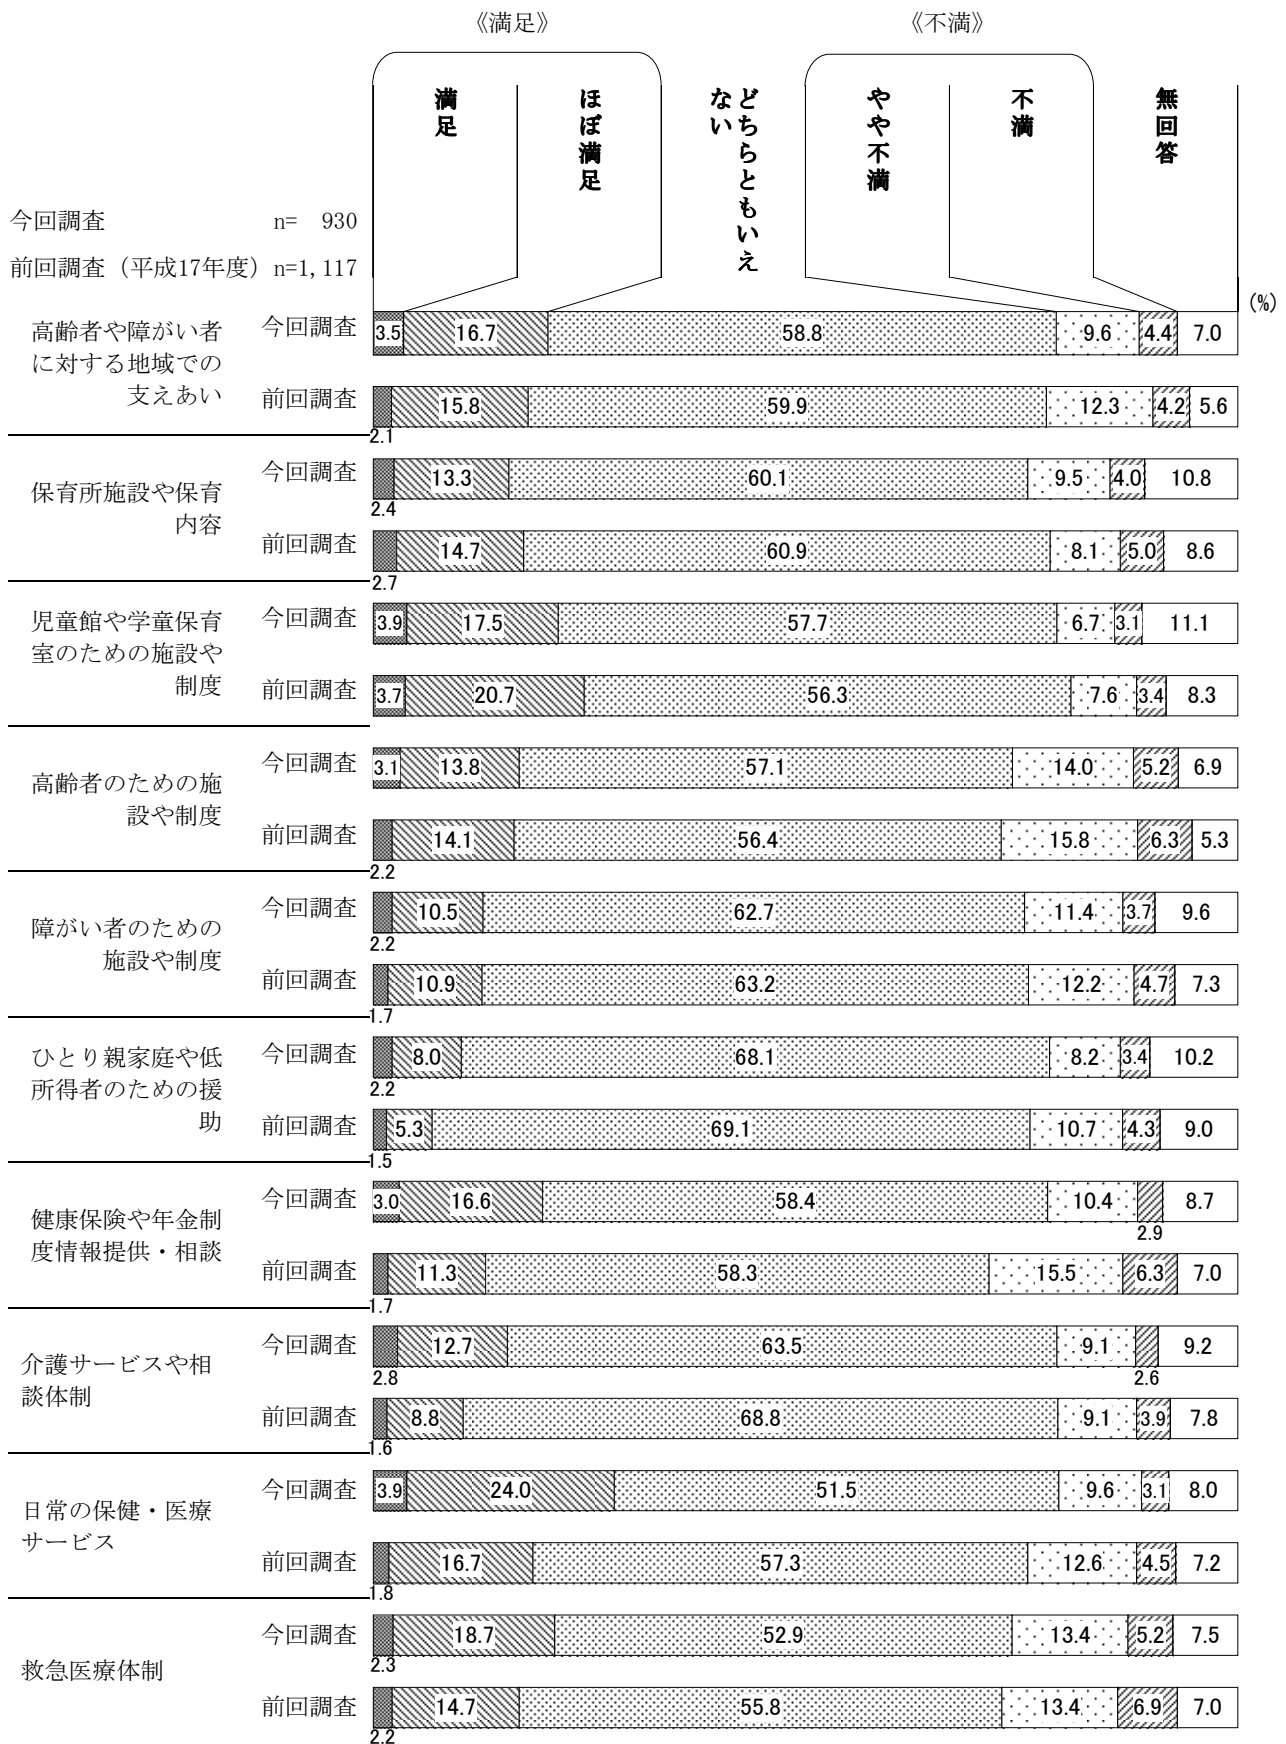 《満足》
《不満》
満足
ほぼ満足
どちらともいえ
ない
やや不満
不満
無回答
今回調査 n= 930
前回調査（平成17年度） n=1,117
(%)
高齢者や障がい者
に対する地域での
支えあい
今回調査 3.5 16.7 58.8 9.6 4.4 7.0
前回調査 15.8 59.9 12.3 4.2 5.6
2.1
保育所施設や保育
内容
今回調査 13.3 60.1 9.5 4.0 10.8
2.4
前回調査 14.7 60.9 8.1 5.0 8.6
2.7
児童館や学童保育
室のための施設や
制度
今回調査 3.9 17.5 57.7 6.7 3.1 11.1
前回調査 3.7 20.7 56.3 7.6 3.4 8.3
高齢者のための施
設や制度
今回調査 3.1 13.8 57.1 14.0 5.2 6.9
前回調査 14.1 56.4 15.8 6.3 5.3
2.2
障がい者のための
施設や制度
今回調査 10.5 62.7 11.4 3.7 9.6
2.2
前回調査 10.9 63.2 12.2 4.7 7.3
1.7
ひとり親家庭や低
所得者のための援
助
今回調査 8.0 68.1 8.2 3.4 10.2
2.2
前回調査 5.3 69.1 10.7 4.3 9.0
1.5
健康保険や年金制
度情報提供・相談
今回調査 3.0 16.6 58.4 10.4 8.7
2.9
前回調査 11.3 58.3 15.5 6.3 7.0
1.7
介護サービスや相
談体制
今回調査 12.7 63.5 9.1 9.2
2.8 2.6
前回調査 8.8 68.8 9.1 3.9 7.8
1.6
日常の保健・医療
サービス
今回調査 3.9 24.0 51.5 9.6 3.1 8.0
前回調査 16.7 57.3 12.6 4.5 7.2
1.8
救急医療体制
今回調査 18.7 52.9 13.4 5.2 7.5
2.3
前回調査 14.7 55.8 13.4 6.9 7.0
2.2